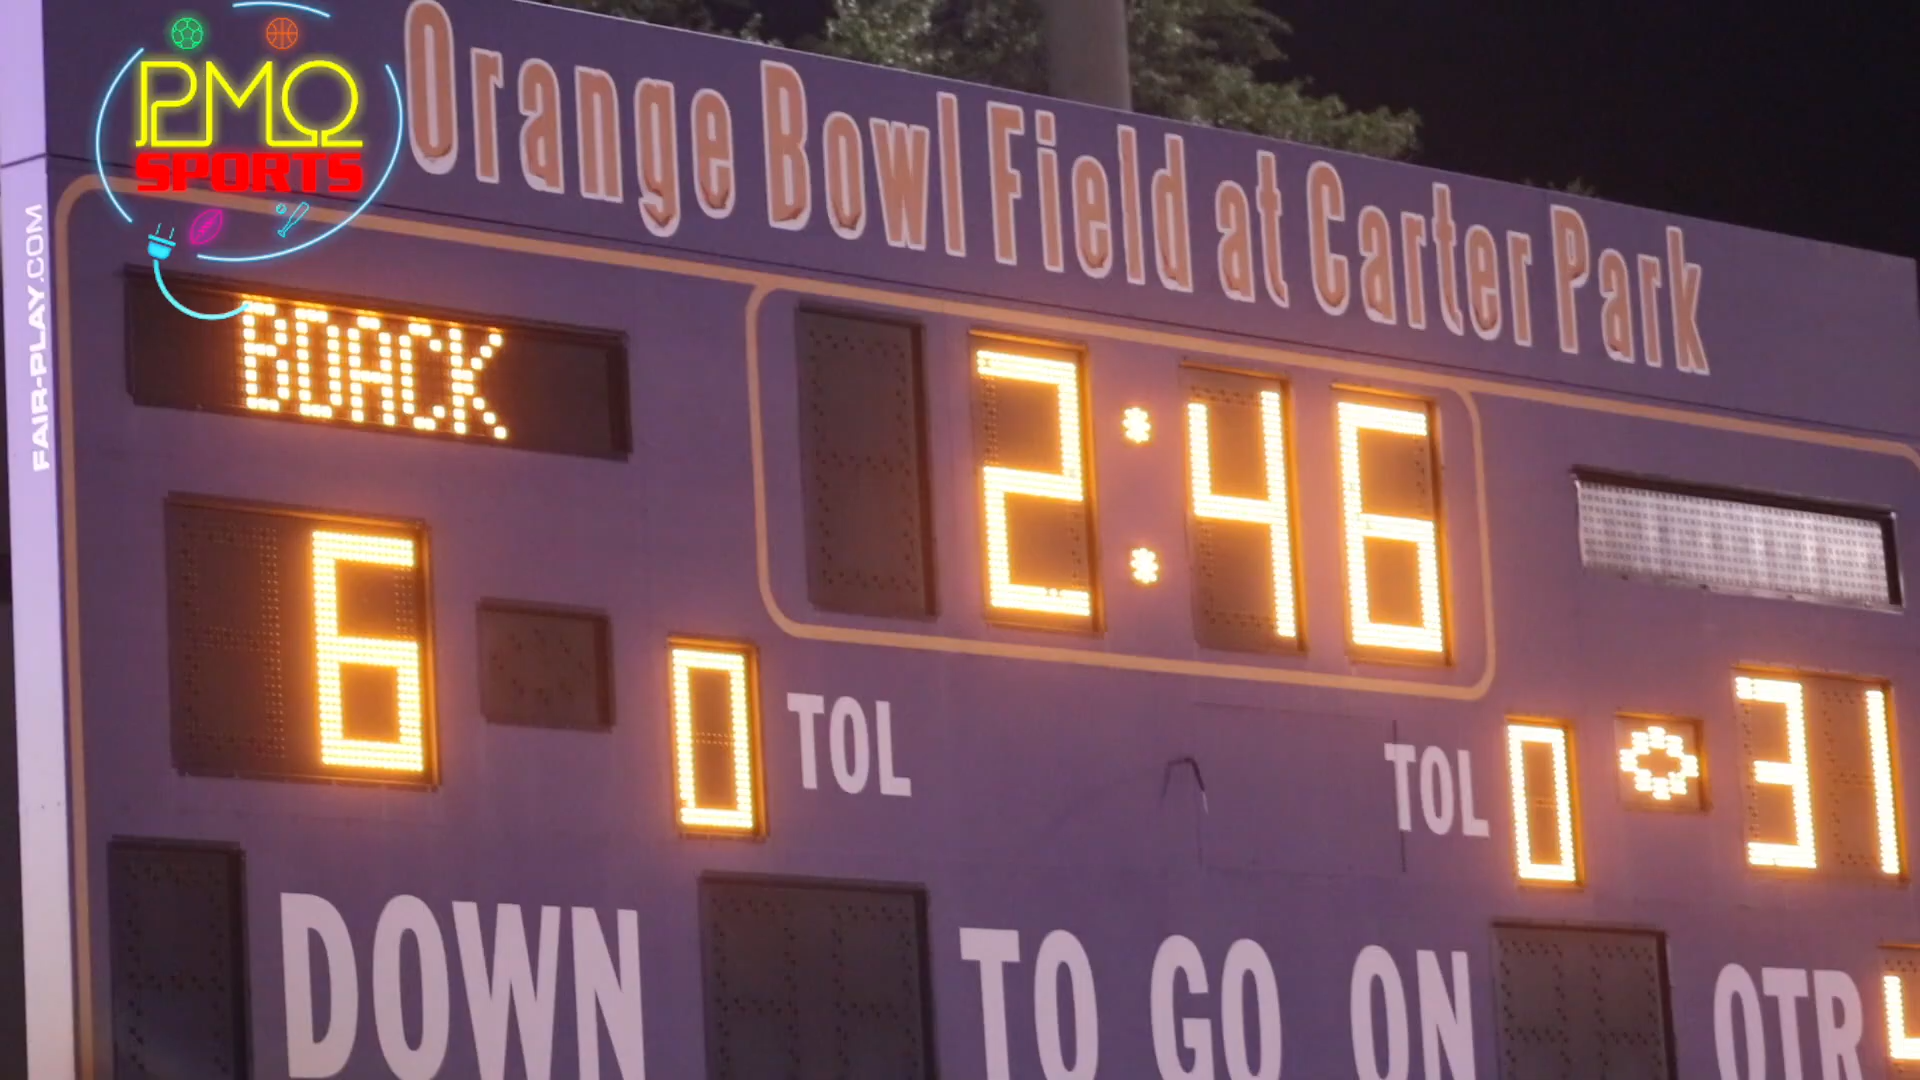 PMO
SPORTS
Orange Bowl Field at Carter Park
FAIR-PLAY.COM
BDACK
2:46
6
0 TOL
TOL 0
31
DOWN
TO GO ON
QTR